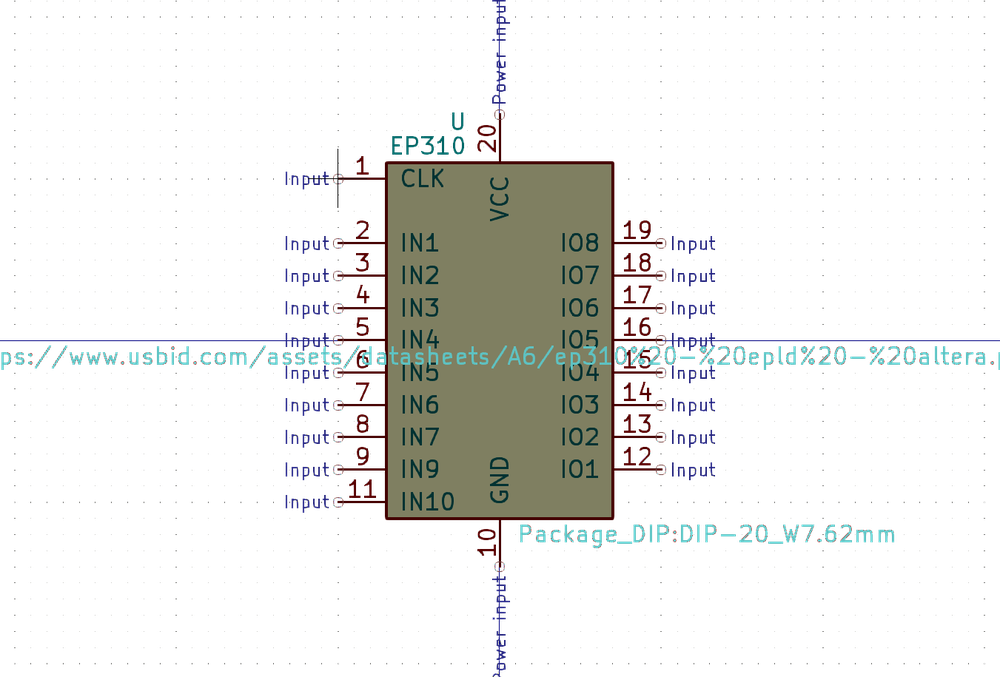 Power input
U
EP310
20
Input 1 CLK
VCC
Input 2 IN1 IO8 19 Input
Input 3 IN2 IO7 18 Input
Input 4 IN3 IO6 17 Input
Input 5 IN4 IO5 16 Input
ps://www.usbid.com/assets/datasheets/A6/ep310%20-%20epld%20-%20altera.p
Input 6 IN5 IO4 15 Input
Input 7 IN6 IO3 14 Input
Input 8 IN7 IO2 13 Input
Input 9 IN9 IO1 12 Input
GND
Input 11 IN10
Package_DIP:DIP-20_W7.62mm
10
Power input